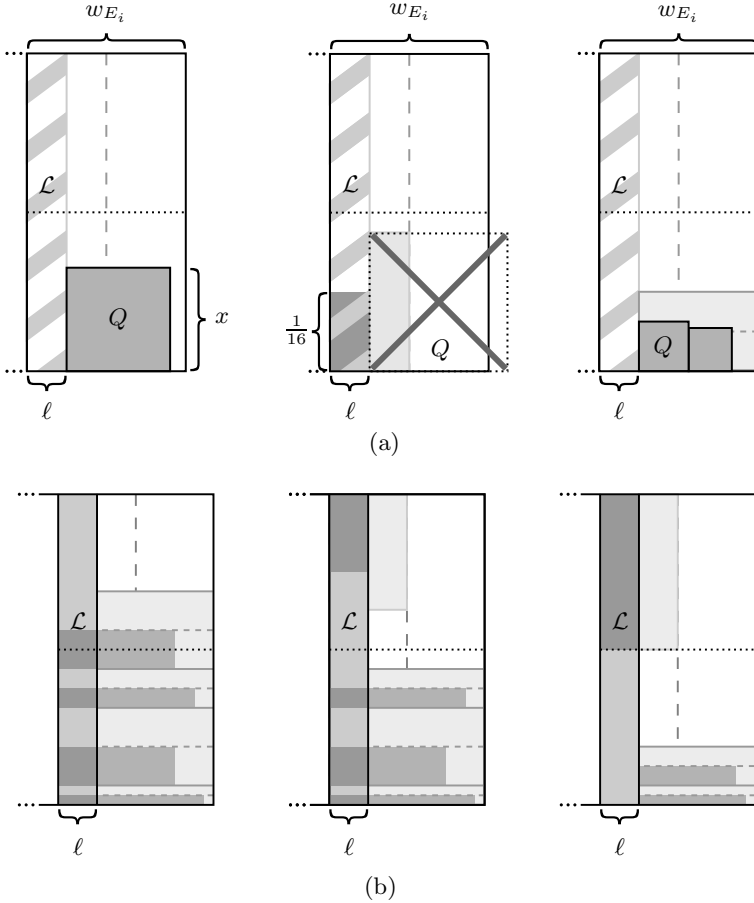 w_{E_i} w_{E_i} w_{E_i}
... ... ...
ℒ ℒ ℒ
Q x 1/16 Q Q
... ... ...
ℓ ℓ ℓ
(a)
... ... ...
ℒ ℒ ℒ
... ... ...
ℓ ℓ ℓ
(b)